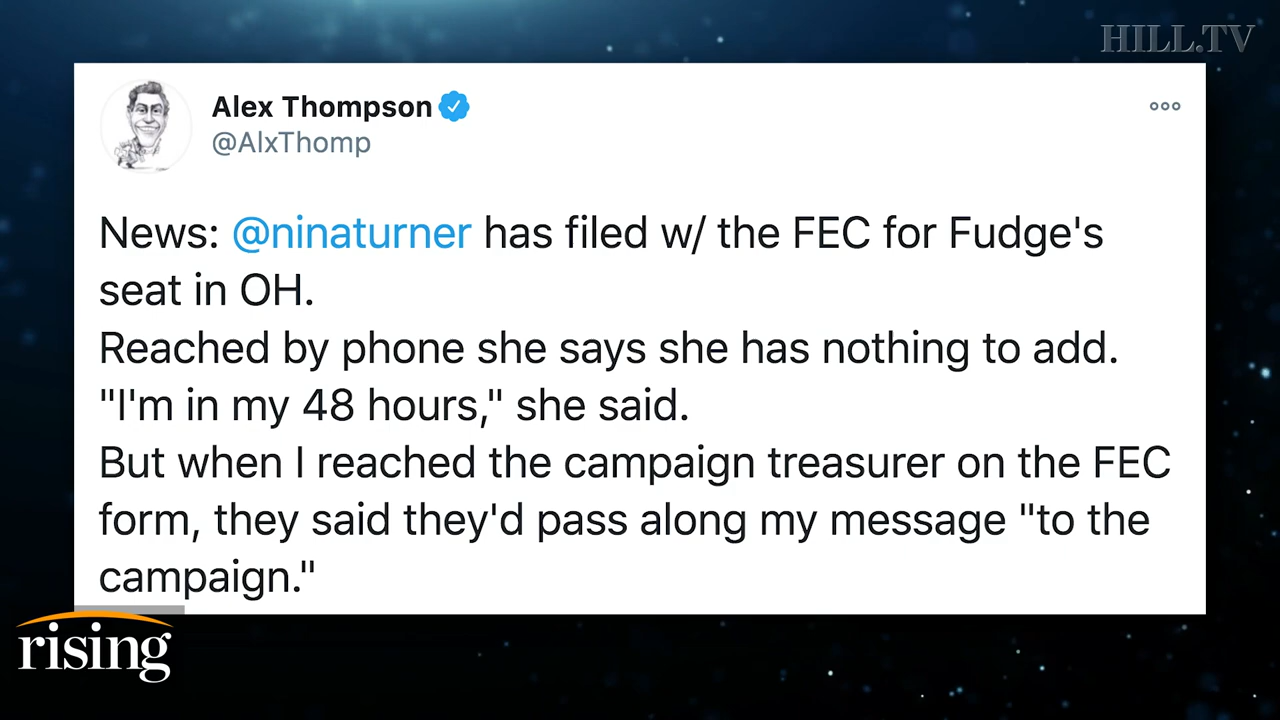 HILL.TV
Alex Thompson
@AlxThomp
News: @ninaturner has filed w/ the FEC for Fudge's
seat in OH.
Reached by phone she says she has nothing to add.
"I'm in my 48 hours," she said.
But when I reached the campaign treasurer on the FEC
form, they said they'd pass along my message "to the
campaign."
rising